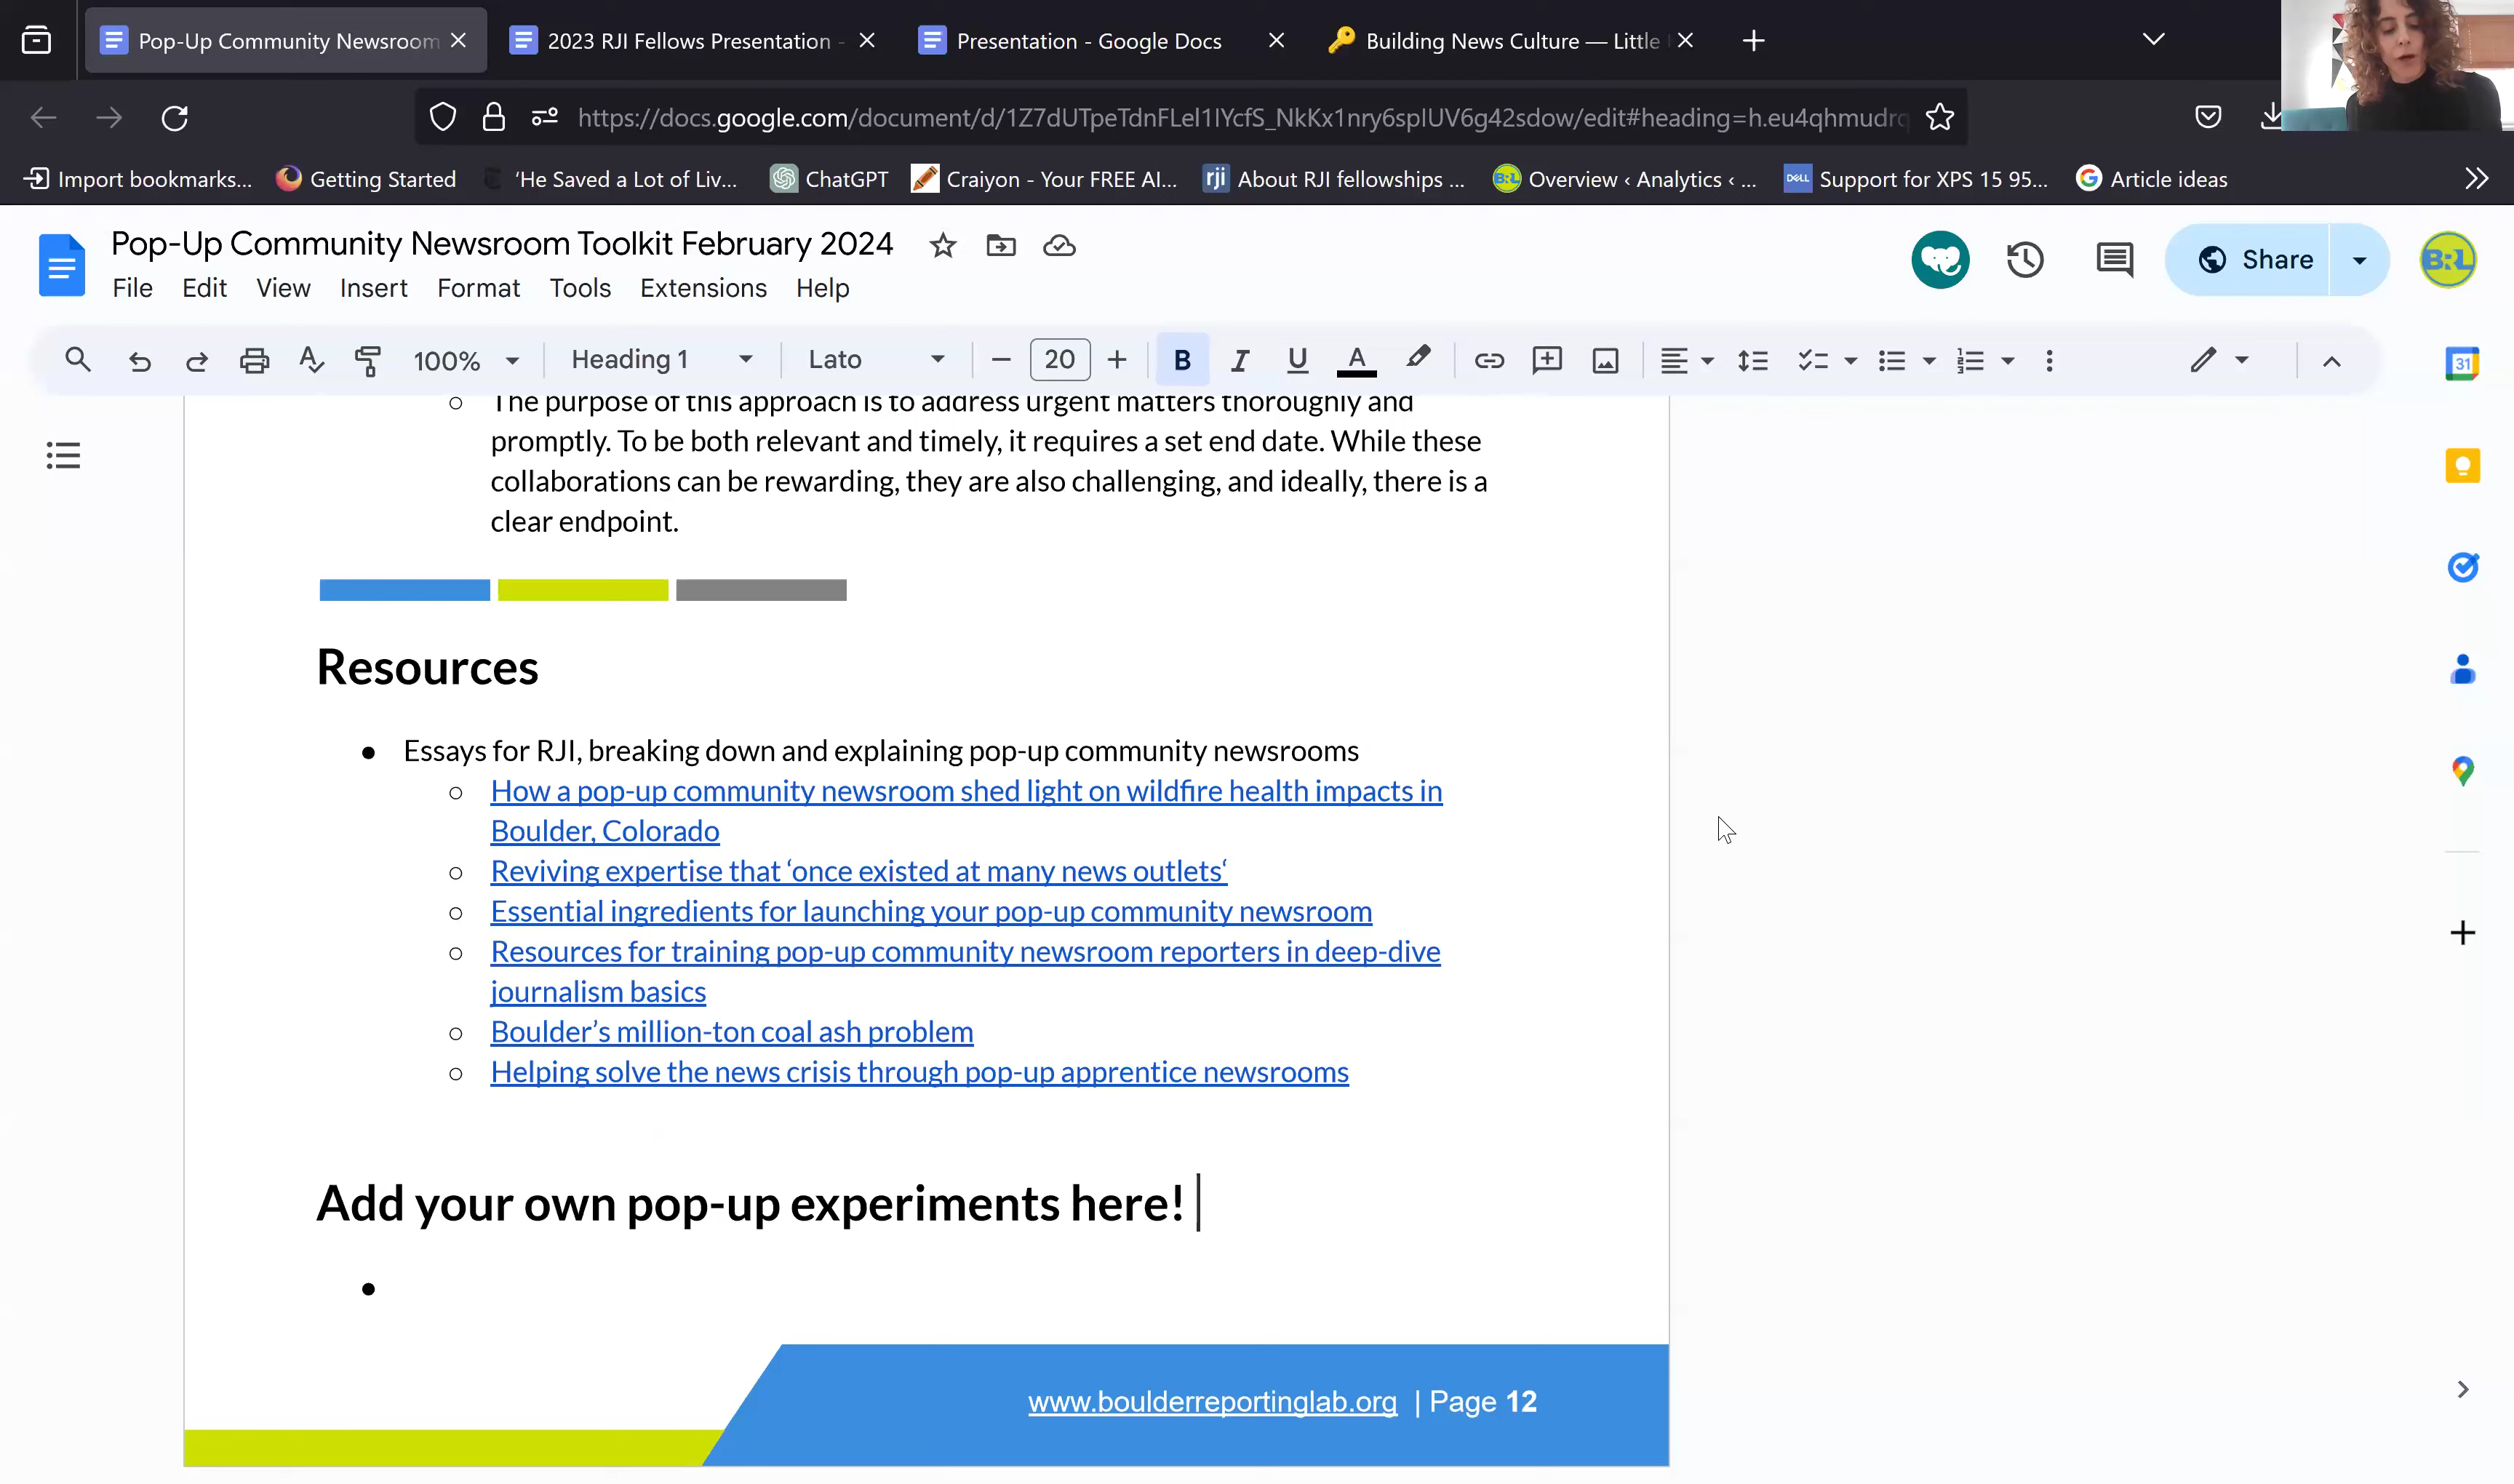 Pop-Up Community Newsroom
2023 RJI Fellows Presentation -
Presentation - Google Docs
Building News Culture — Little
https://docs.google.com/document/d/1Z7dUTpeTdnFLel1IYcfS_NkKx1nry6spIUV6g42sdow/edit#heading=h.eu4qhmudrq
Import bookmarks...
Getting Started
'He Saved a Lot of Liv...
ChatGPT
Craiyon - Your FREE AI...
rji
About RJI fellowships ...
BRL
Overview ‹ Analytics ‹ ...
DELL
Support for XPS 15 95...
Article ideas
Pop-Up Community Newsroom Toolkit February 2024
File Edit View Insert Format Tools Extensions Help
Share
BRL
100%
Heading 1
Lato
20
B
I
U
A
31
The purpose of this approach is to address urgent matters thoroughly and
promptly. To be both relevant and timely, it requires a set end date. While these
collaborations can be rewarding, they are also challenging, and ideally, there is a
clear endpoint.
Resources
● Essays for RJI, breaking down and explaining pop-up community newsrooms
○ How a pop-up community newsroom shed light on wildfire health impacts in
Boulder, Colorado
○ Reviving expertise that ‘once existed at many news outlets‘
○ Essential ingredients for launching your pop-up community newsroom
○ Resources for training pop-up community newsroom reporters in deep-dive
journalism basics
○ Boulder’s million-ton coal ash problem
○ Helping solve the news crisis through pop-up apprentice newsrooms
Add your own pop-up experiments here!
www.boulderreportinglab.org | Page 12